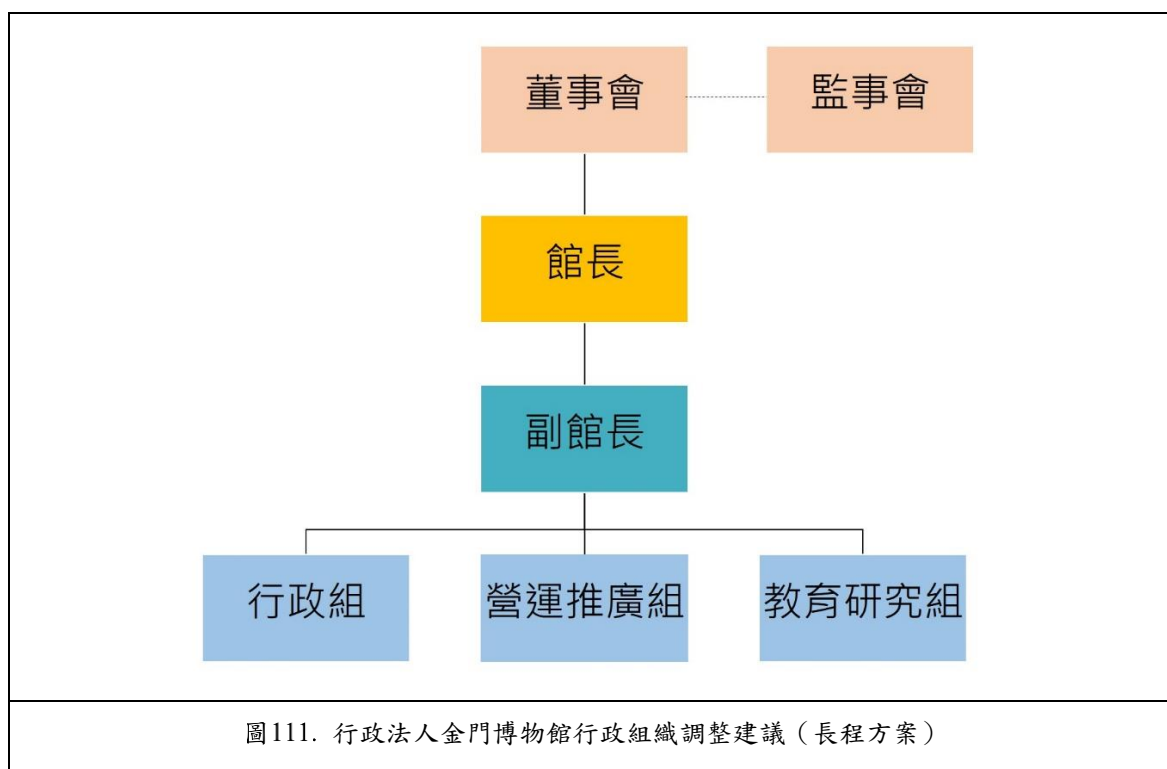 董事會
監事會
館長
副館長
行政組
營運推廣組
教育研究組
圖111. 行政法人金門博物館行政組織調整建議（長程方案）